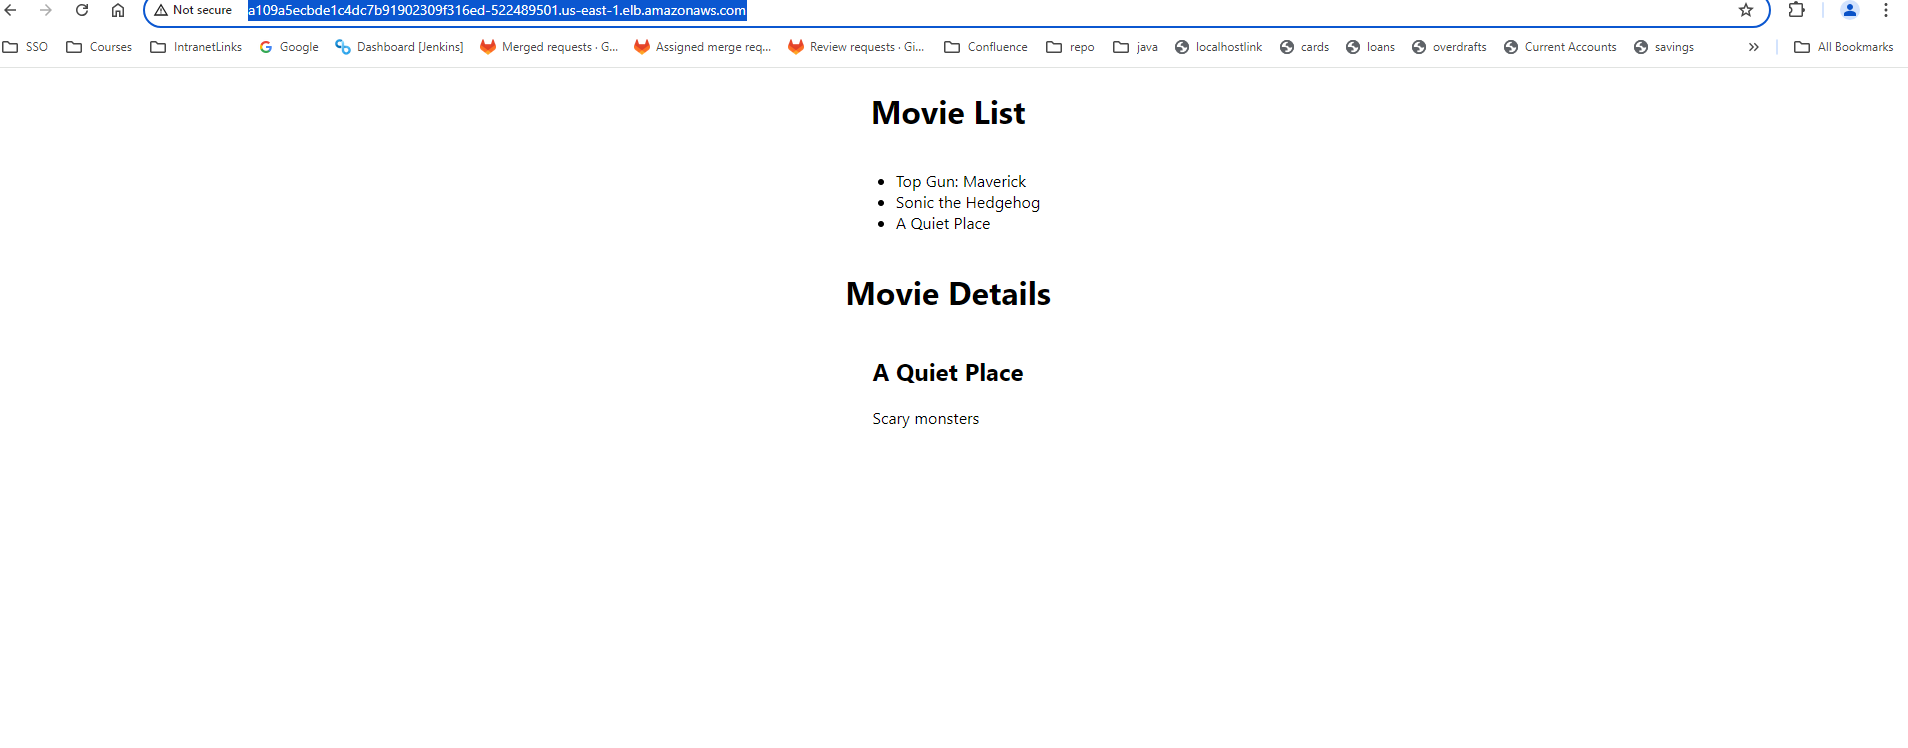 Not secure a109a5ecbde1c4dc7b91902309f316ed-522489501.us-east-1.elb.amazonaws.com
SSO Courses IntranetLinks Google Dashboard [Jenkins] Merged requests · G... Assigned merge req... Review requests · Gi... Confluence repo java localhostlink cards loans overdrafts Current Accounts savings » All Bookmarks
Movie List
• Top Gun: Maverick
• Sonic the Hedgehog
• A Quiet Place
Movie Details
A Quiet Place
Scary monsters